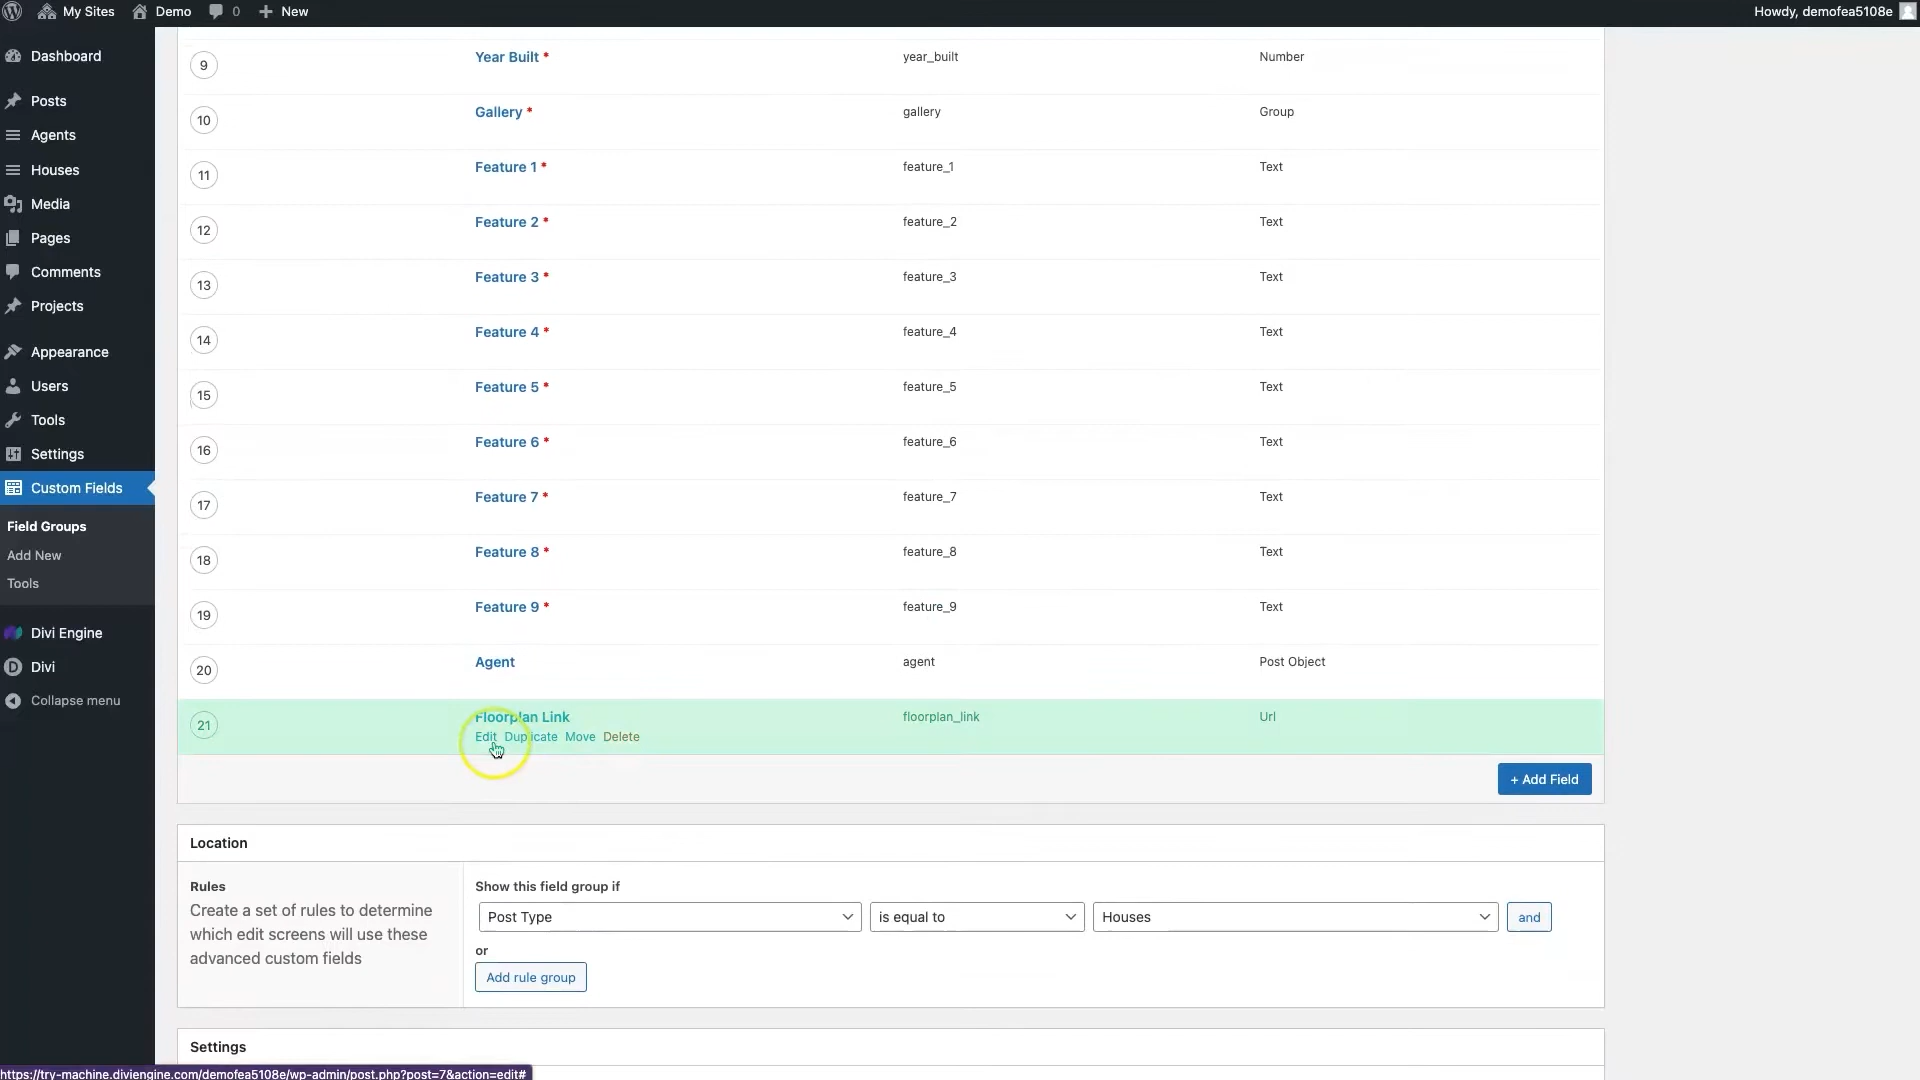 My Sites Demo 0 New Howdy, demofea5108e
Dashboard
Posts
Agents
Houses
Media
Pages
Comments
Projects
Appearance
Users
Tools
Settings
Custom Fields
Field Groups
Add New
Tools
Divi Engine
Divi
Collapse menu
9 Year Built * year_built Number
10 Gallery * gallery Group
11 Feature 1 * feature_1 Text
12 Feature 2 * feature_2 Text
13 Feature 3 * feature_3 Text
14 Feature 4 * feature_4 Text
15 Feature 5 * feature_5 Text
16 Feature 6 * feature_6 Text
17 Feature 7 * feature_7 Text
18 Feature 8 * feature_8 Text
19 Feature 9 * feature_9 Text
20 Agent agent Post Object
21 Floorplan Link floorplan_link Url
Edit Duplicate Move Delete
+ Add Field
Location
Rules
Create a set of rules to determine
which edit screens will use these
advanced custom fields
Show this field group if
Post Type is equal to Houses and
or
Add rule group
Settings
https://try-machine.diviengine.com/demofea5108e/wp-admin/post.php?post=7&action=edit#